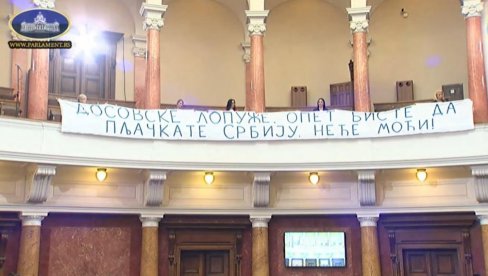 WWW.PARLAMENT.RS
ДОСОВСКЕ ЛОПУЖЕ, ОПЕТ БИСТЕ ДА
ПЉАЧКАТЕ СРБИЈУ. НЕЋЕ МОЋИ!